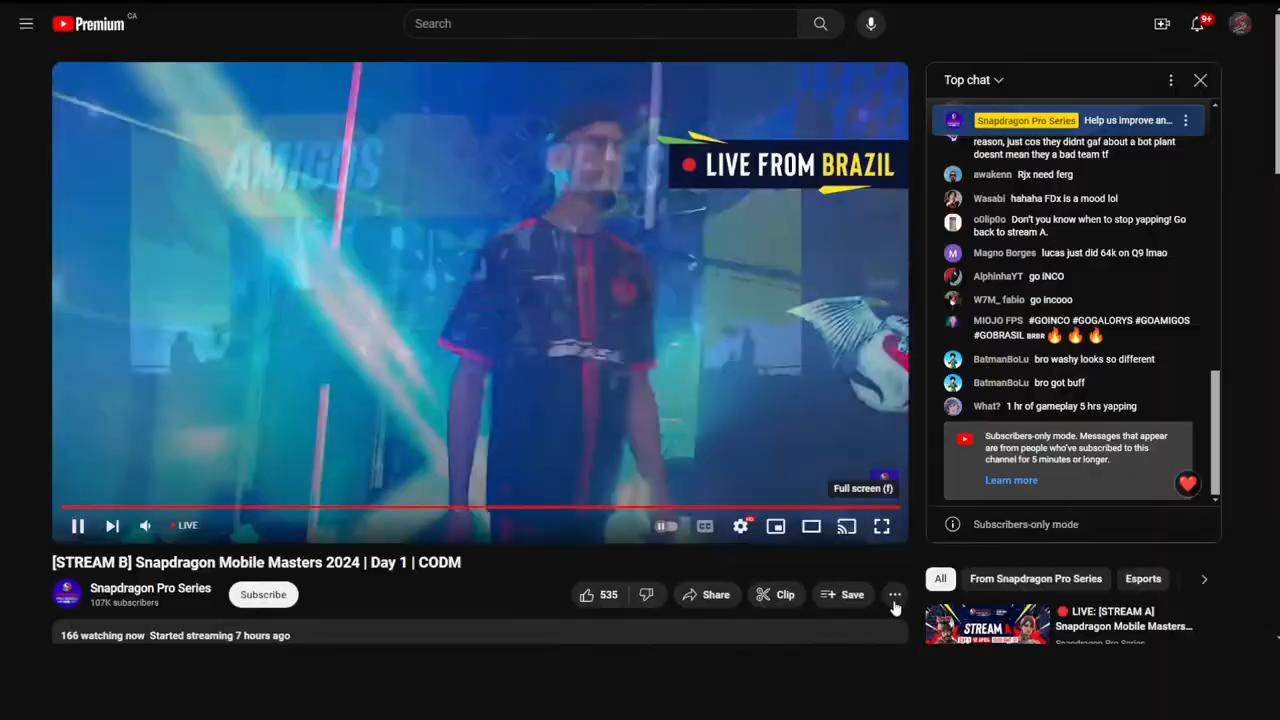 Premium CA
Search
9+
AMIGOS
LIVE FROM BRAZIL
Full screen (f)
LIVE
CC
HD
[STREAM B] Snapdragon Mobile Masters 2024 | Day 1 | CODM
Snapdragon Pro Series
107K subscribers
Subscribe
535
Share
Clip
Save
166 watching now Started streaming 7 hours ago
Top chat
Snapdragon Pro Series Help us improve an...
reason, just cos they didnt gaf about a bot plant
doesnt mean they a bad team tf
awakenn Rjx need ferg
Wasabi hahaha FDx is a mood lol
o0lip0o Don't you know when to stop yapping! Go
back to stream A.
Magno Borges lucas just did 64k on Q9 lmao
AlphinhaYT go iNCO
W7M_ fabio go incooo
MIOJO FPS #GOINCO #GOGALORYS #GOAMIGOS
#GOBRASIL BRBR 🔥 🔥 🔥
BatmanBoLu bro washy looks so different
BatmanBoLu bro got buff
What? 1 hr of gameplay 5 hrs yapping
Subscribers-only mode. Messages that appear
are from people who've subscribed to this
channel for 5 minutes or longer.
Learn more
Subscribers-only mode
All
From Snapdragon Pro Series
Esports
STREAM A
🔴 LIVE: [STREAM A]
Snapdragon Mobile Masters...
Snapdragon Pro Series